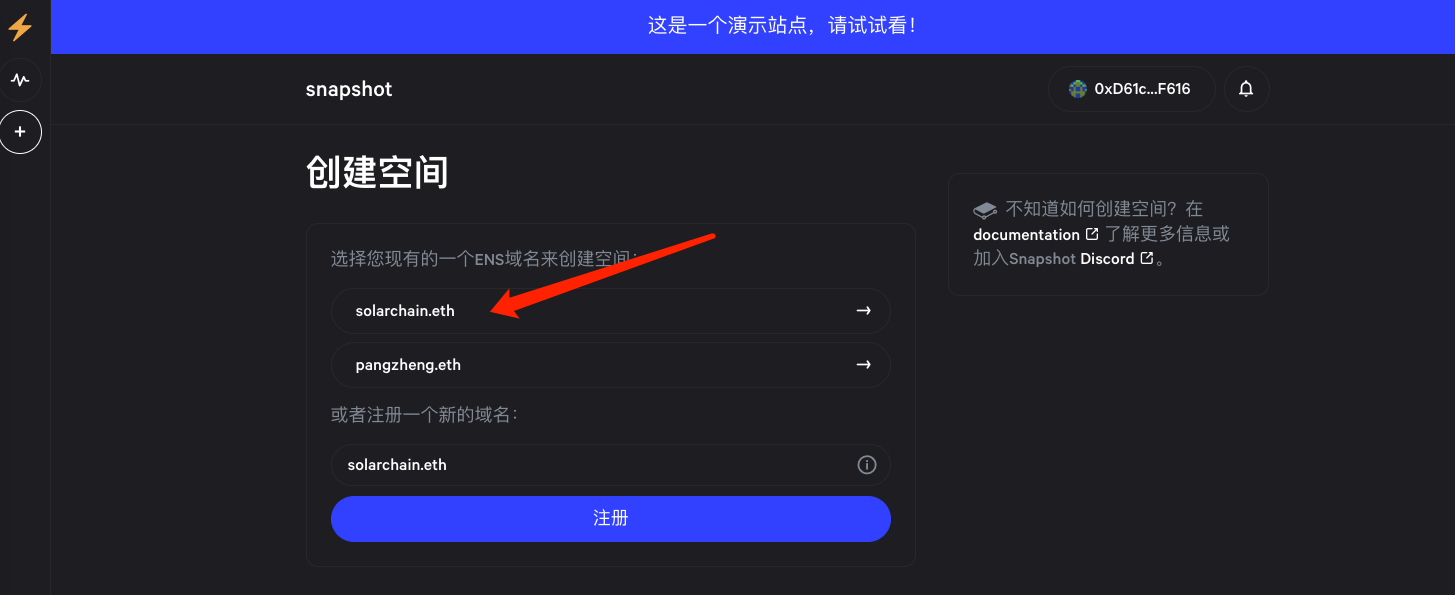 这是一个演示站点，请试试看！
snapshot
0xD61c...F616
创建空间
选择您现有的一个ENS域名来创建空间：
solarchain.eth
pangzheng.eth
或者注册一个新的域名：
solarchain.eth
注册
不知道如何创建空间？在
documentation 了解更多信息或
加入Snapshot Discord 。